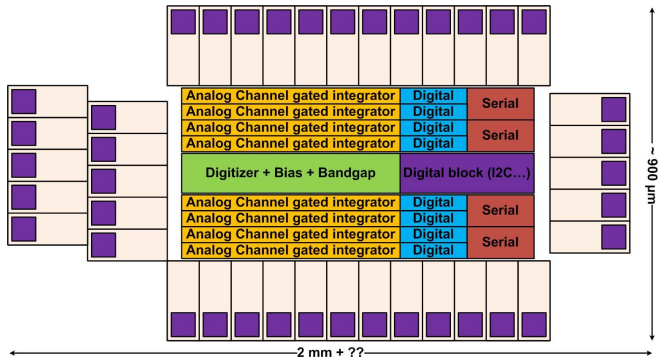 Analog Channel gated integrator Digital
Serial
Analog Channel gated integrator Digital
Analog Channel gated integrator Digital
Serial
Analog Channel gated integrator Digital
Digitizer + Bias + Bandgap Digital block (I2C...)
Analog Channel gated integrator Digital
Serial
Analog Channel gated integrator Digital
Analog Channel gated integrator Digital
Serial
Analog Channel gated integrator Digital
~ 900 µm
2 mm + ??